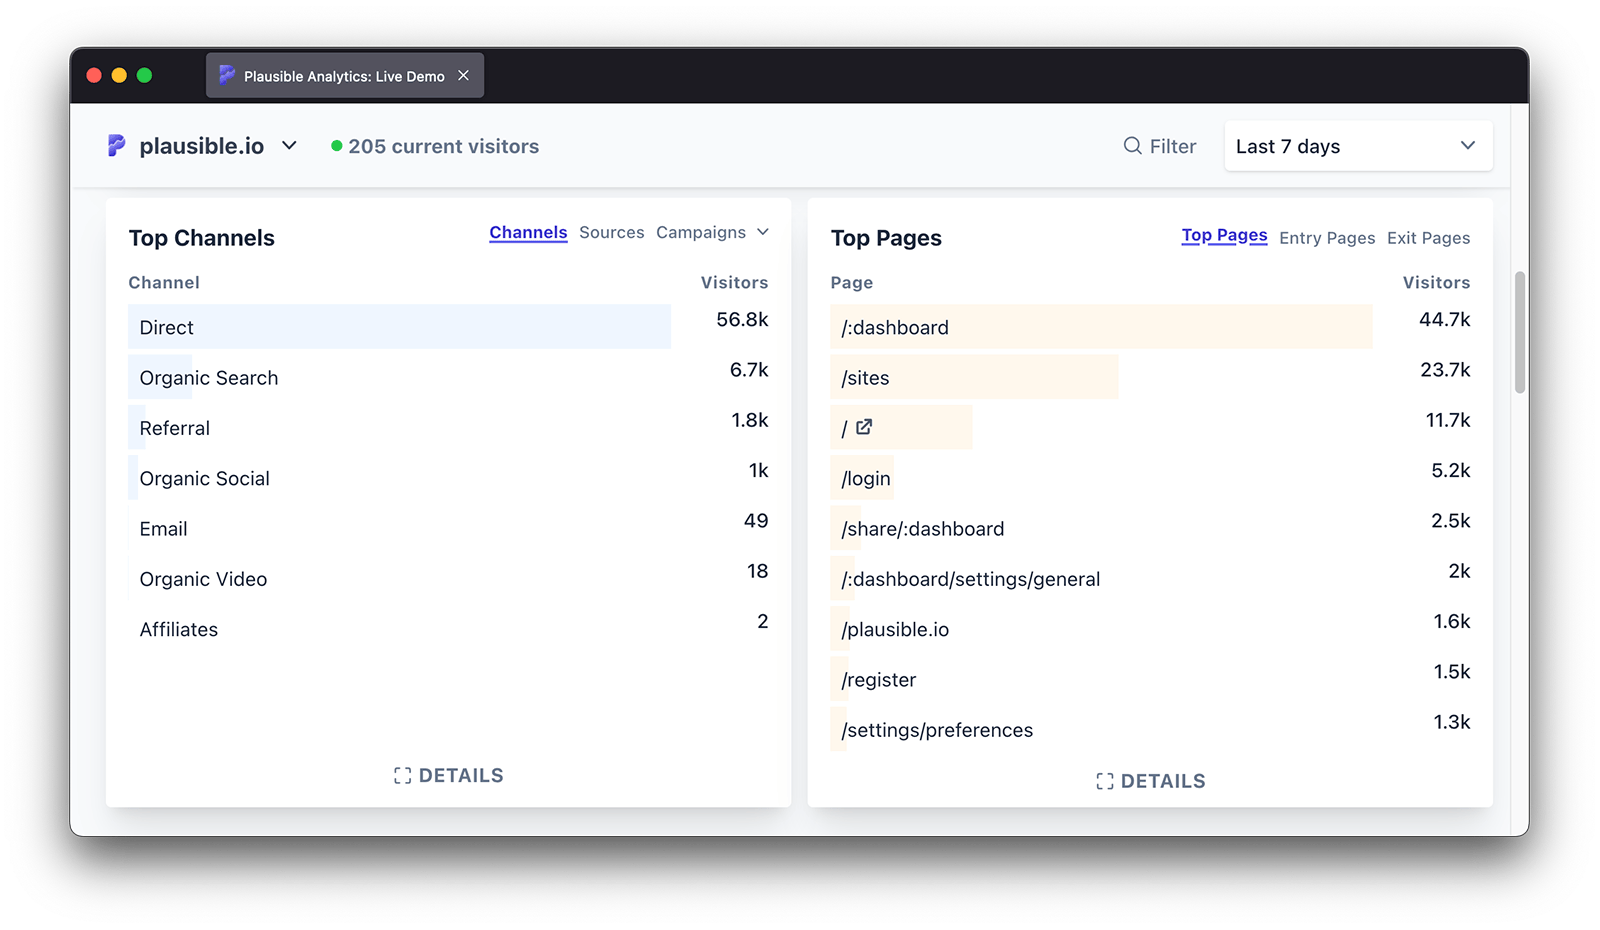 Plausible Analytics: Live Demo
plausible.io
205 current visitors
Filter
Last 7 days
Top Channels
Channels Sources Campaigns
Channel Visitors
Direct 56.8k
Organic Search 6.7k
Referral 1.8k
Organic Social 1k
Email 49
Organic Video 18
Affiliates 2
DETAILS
Top Pages
Top Pages Entry Pages Exit Pages
Page Visitors
/:dashboard 44.7k
/sites 23.7k
/ 11.7k
/login 5.2k
/share/:dashboard 2.5k
/:dashboard/settings/general 2k
/plausible.io 1.6k
/register 1.5k
/settings/preferences 1.3k
DETAILS